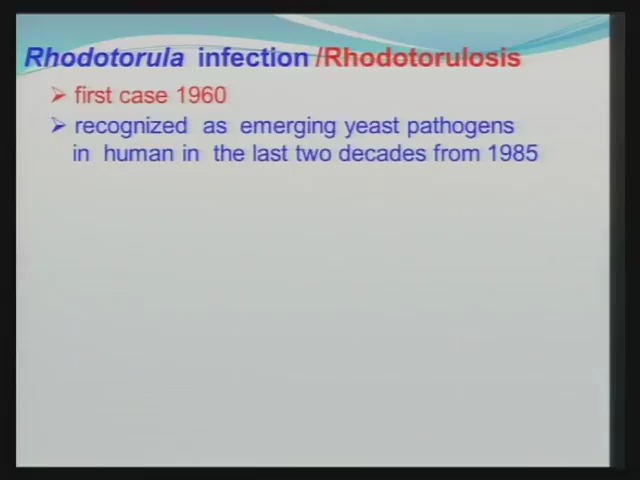 Rhodotorula infection /Rhodotorulosis
➢ first case 1960
➢ recognized as emerging yeast pathogens
in human in the last two decades from 1985